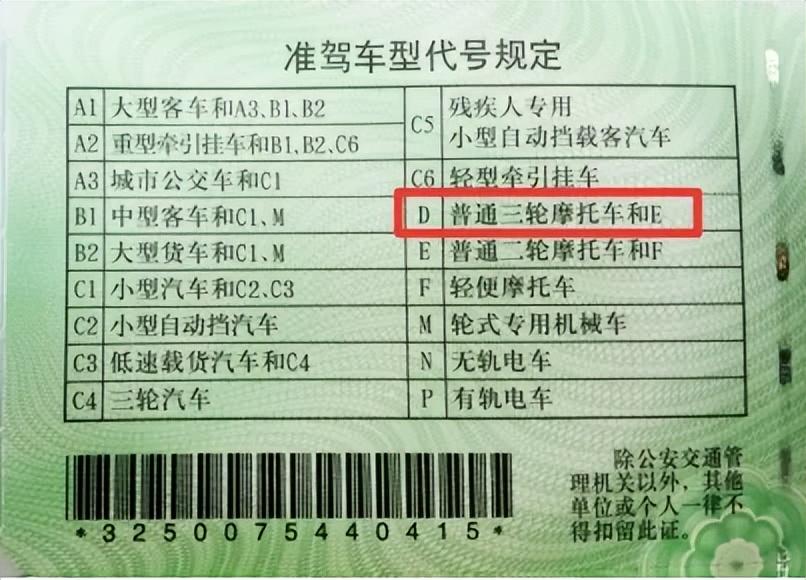 准驾车型代号规定
A1 大型客车和A3、B1、B2
A2 重型牵引挂车和B1、B2、C6
A3 城市公交车和C1
B1 中型客车和C1、M
B2 大型货车和C1、M
C1 小型汽车和C2、C3
C2 小型自动挡汽车
C3 低速载货汽车和C4
C4 三轮汽车
C5 残疾人专用
小型自动挡载客汽车
C6 轻型牵引挂车
D 普通三轮摩托车和E
E 普通二轮摩托车和F
F 轻便摩托车
M 轮式专用机械车
N 无轨电车
P 有轨电车
*3250075440415*
除公安交通管
理机关以外，其他
单位或个人一律不
得扣留此证。